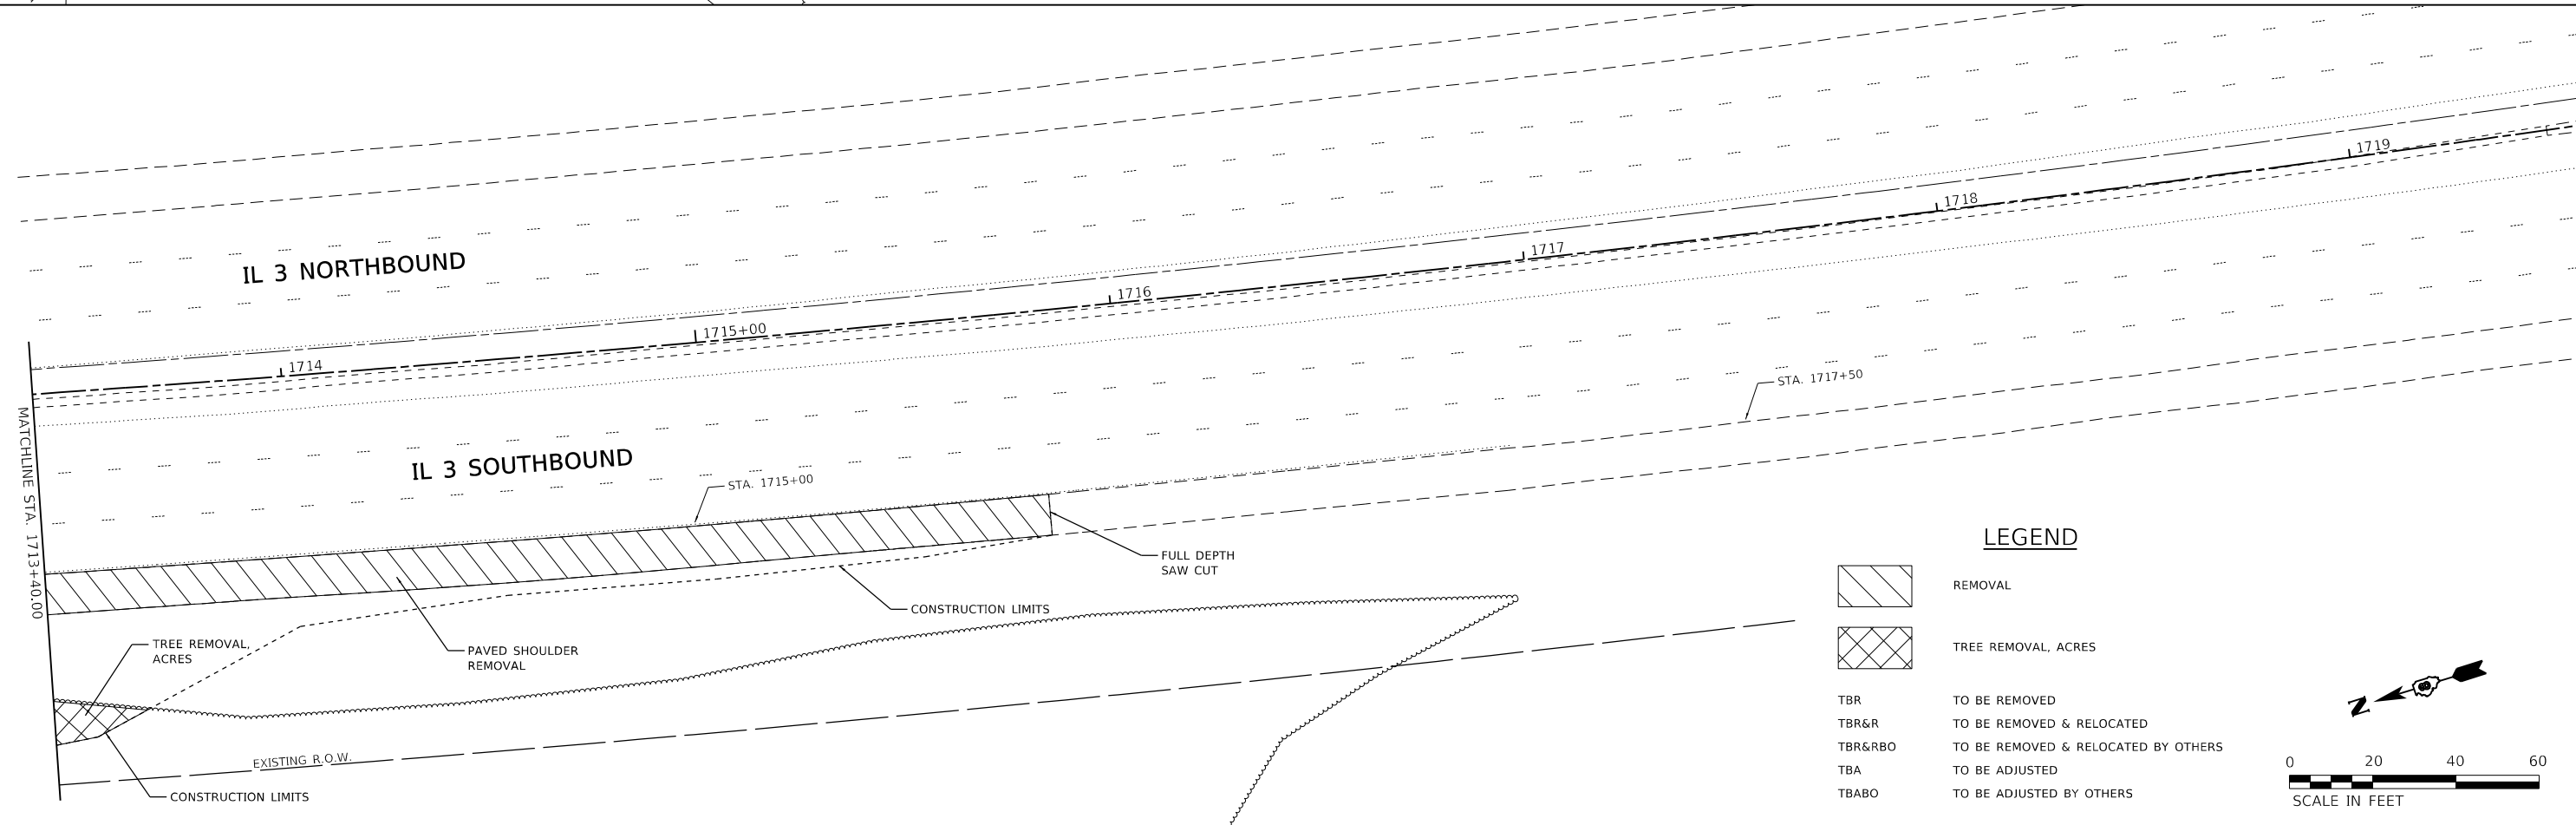 1719
1718
1717
IL 3 NORTHBOUND
1716
1715+00
1714
STA. 1717+50
MATCHLINE STA. 1713+40.00
IL 3 SOUTHBOUND
STA. 1715+00
FULL DEPTH
SAW CUT
CONSTRUCTION LIMITS
TREE REMOVAL,
ACRES
PAVED SHOULDER
REMOVAL
EXISTING R.O.W.
CONSTRUCTION LIMITS
LEGEND
REMOVAL
TREE REMOVAL, ACRES
TBR TO BE REMOVED
TBR&R TO BE REMOVED & RELOCATED
TBR&RBO TO BE REMOVED & RELOCATED BY OTHERS
TBA TO BE ADJUSTED
TBABO TO BE ADJUSTED BY OTHERS
N
0 20 40 60
SCALE IN FEET